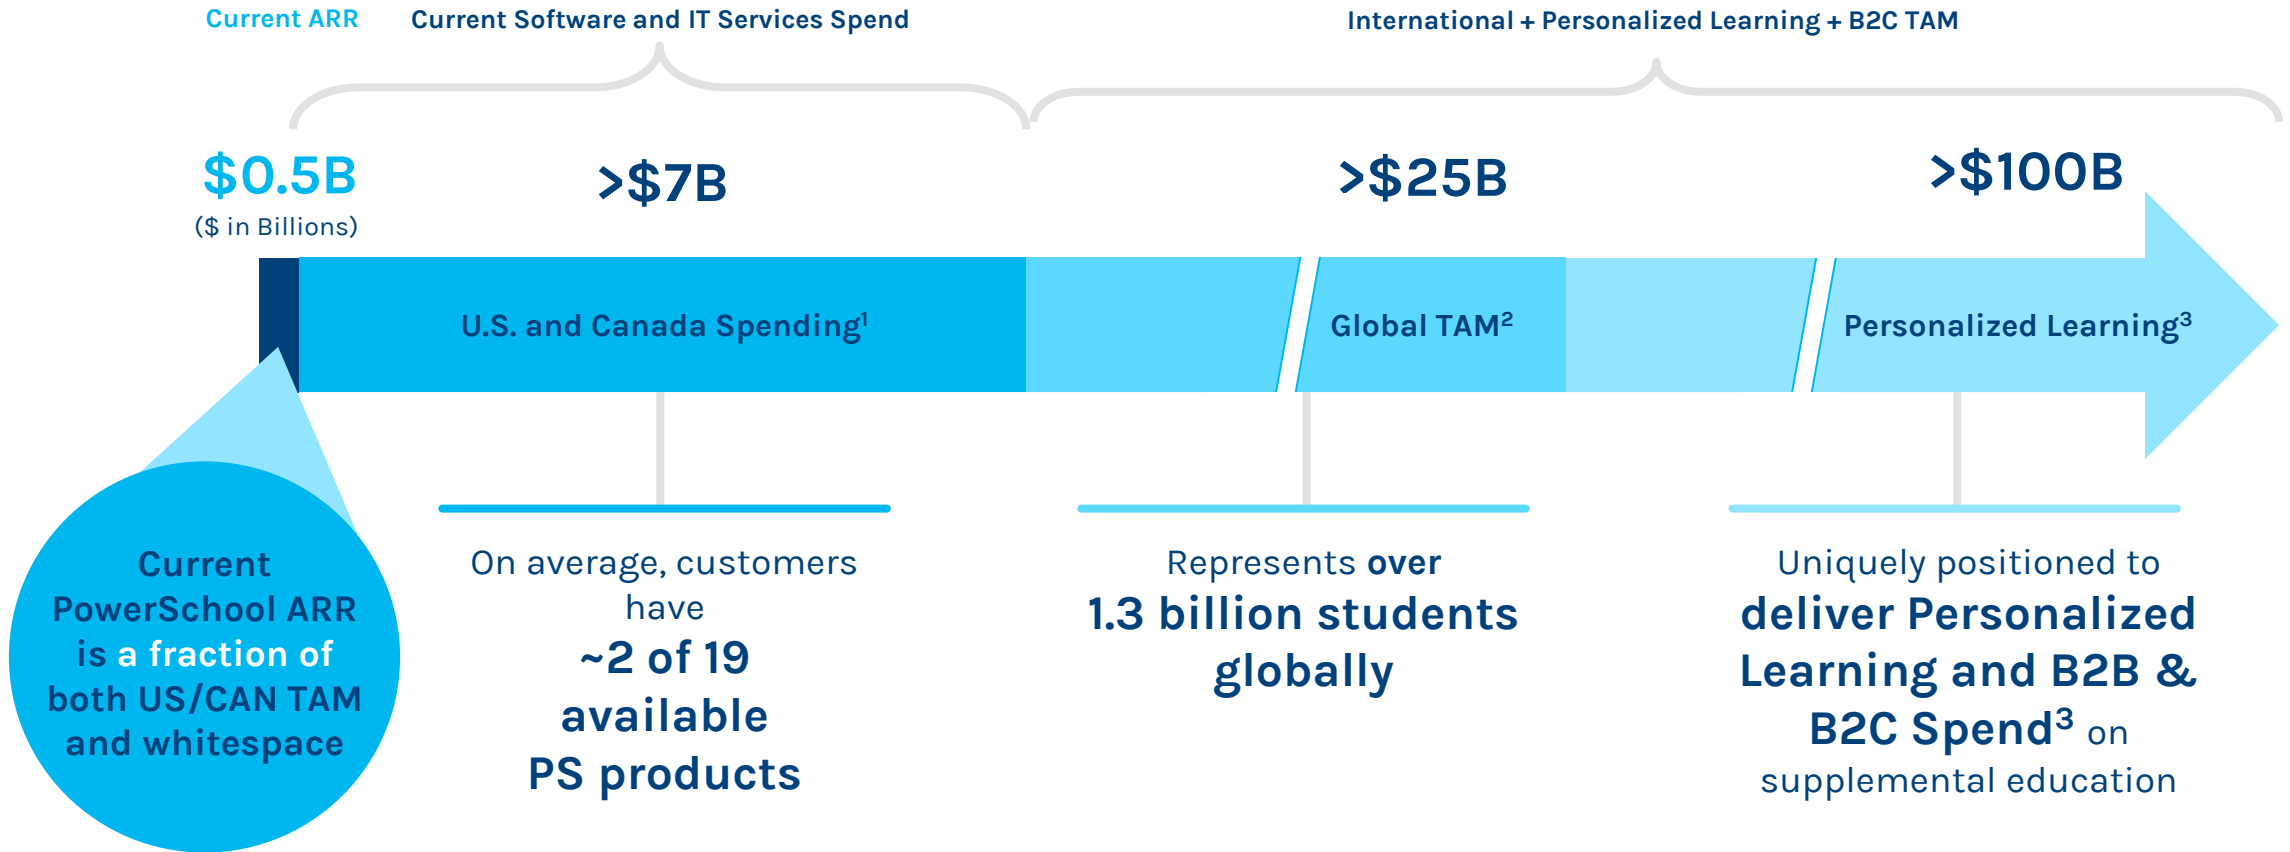 Current ARR
Current Software and IT Services Spend
International + Personalized Learning + B2C TAM
$0.5B
($ in Billions)
>$7B
>$25B
>$100B
U.S. and Canada Spending¹
Global TAM²
Personalized Learning³
Current
PowerSchool ARR
is a fraction of
both US/CAN TAM
and whitespace
On average, customers
have
~2 of 19
available
PS products
Represents over
1.3 billion students
globally
Uniquely positioned to
deliver Personalized
Learning and B2B &
B2C Spend³ on
supplemental education